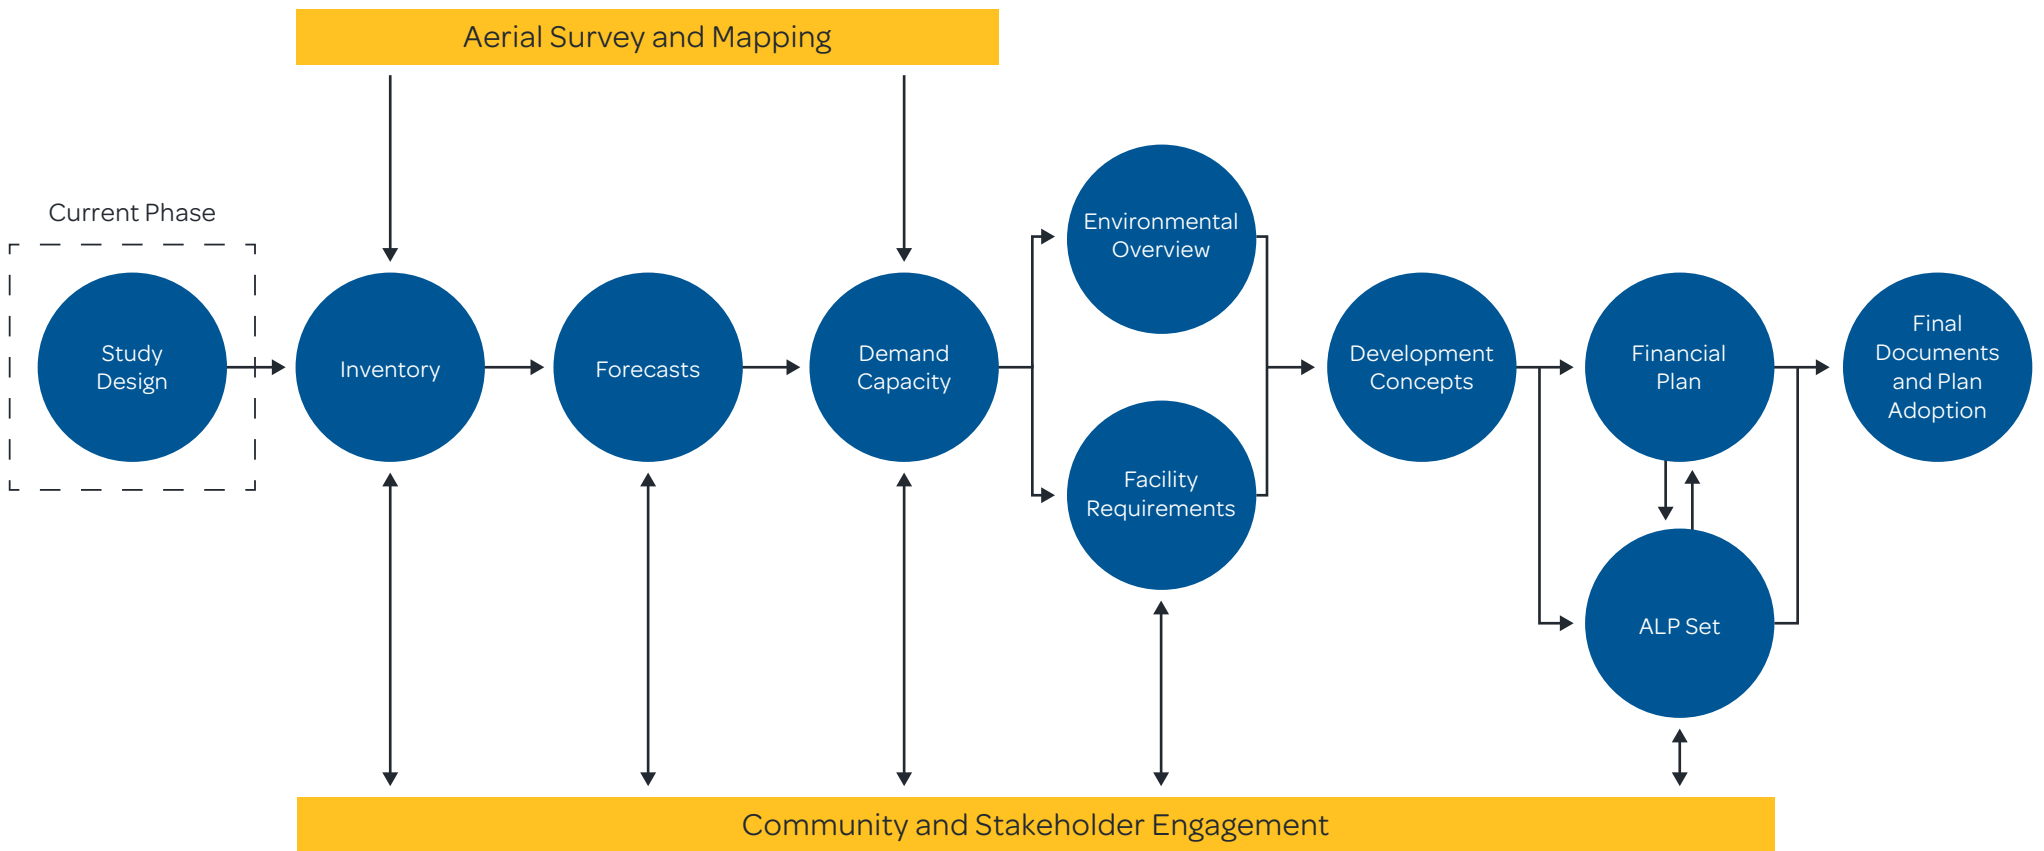 Aerial Survey and Mapping
Current Phase
Study
Design
Inventory
Forecasts
Demand
Capacity
Environmental
Overview
Facility
Requirements
Development
Concepts
Financial
Plan
ALP Set
Final
Documents
and Plan
Adoption
Community and Stakeholder Engagement